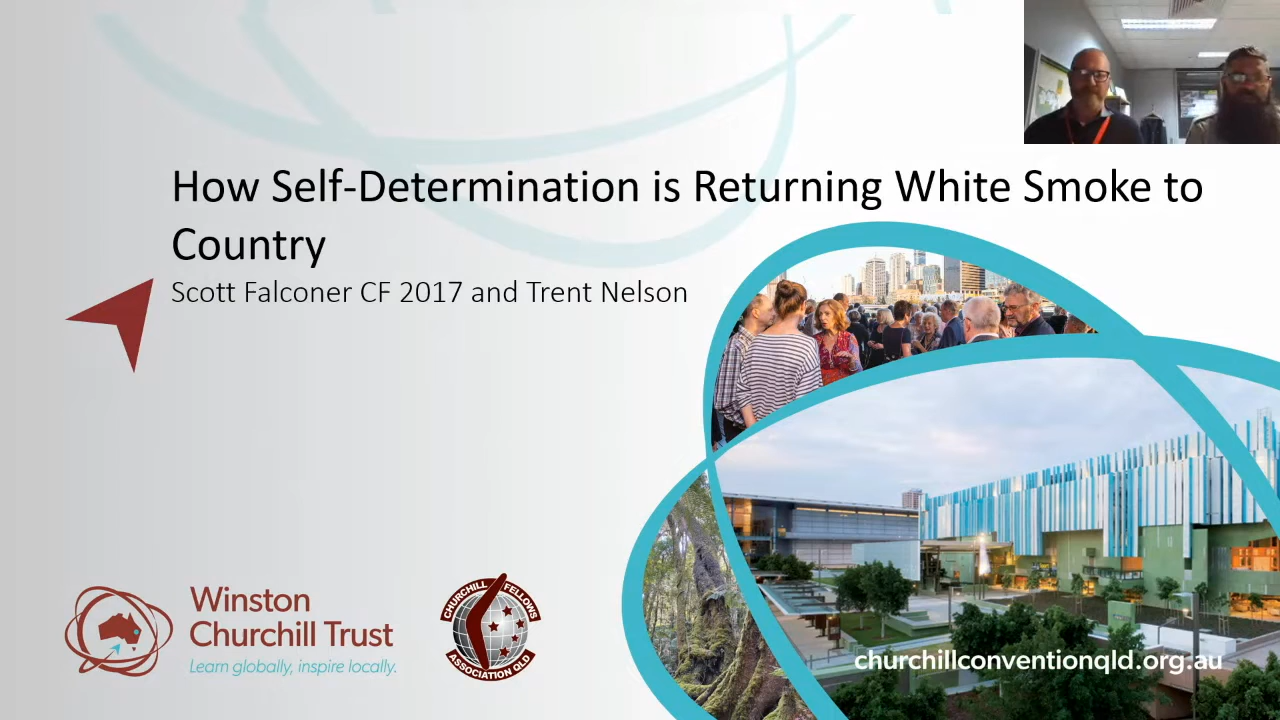 How Self-Determination is Returning White Smoke to
Country
Scott Falconer CF 2017 and Trent Nelson
Winston
Churchill Trust
Learn globally, inspire locally.
CHURCHILL FELLOWS
ASSOCIATION QLD
churchillconventionqld.org.au